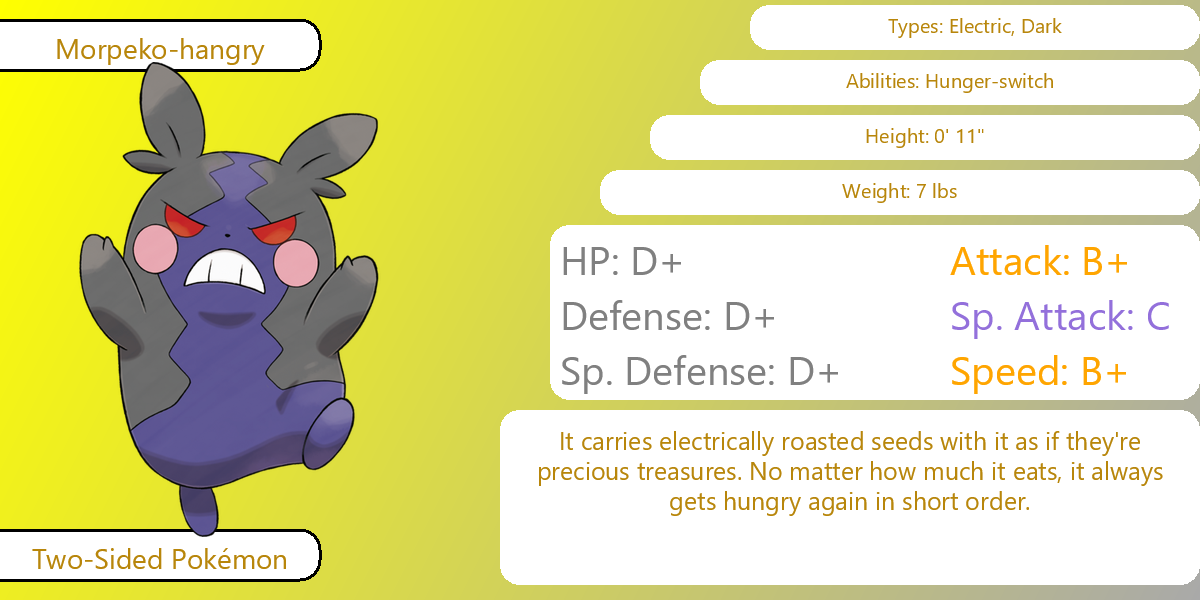 Morpeko-hangry
Two-Sided Pokémon
Types: Electric, Dark
Abilities: Hunger-switch
Height: 0' 11"
Weight: 7 lbs
HP: D+ Attack: B+
Defense: D+ Sp. Attack: C
Sp. Defense: D+ Speed: B+
It carries electrically roasted seeds with it as if they're
precious treasures. No matter how much it eats, it always
gets hungry again in short order.